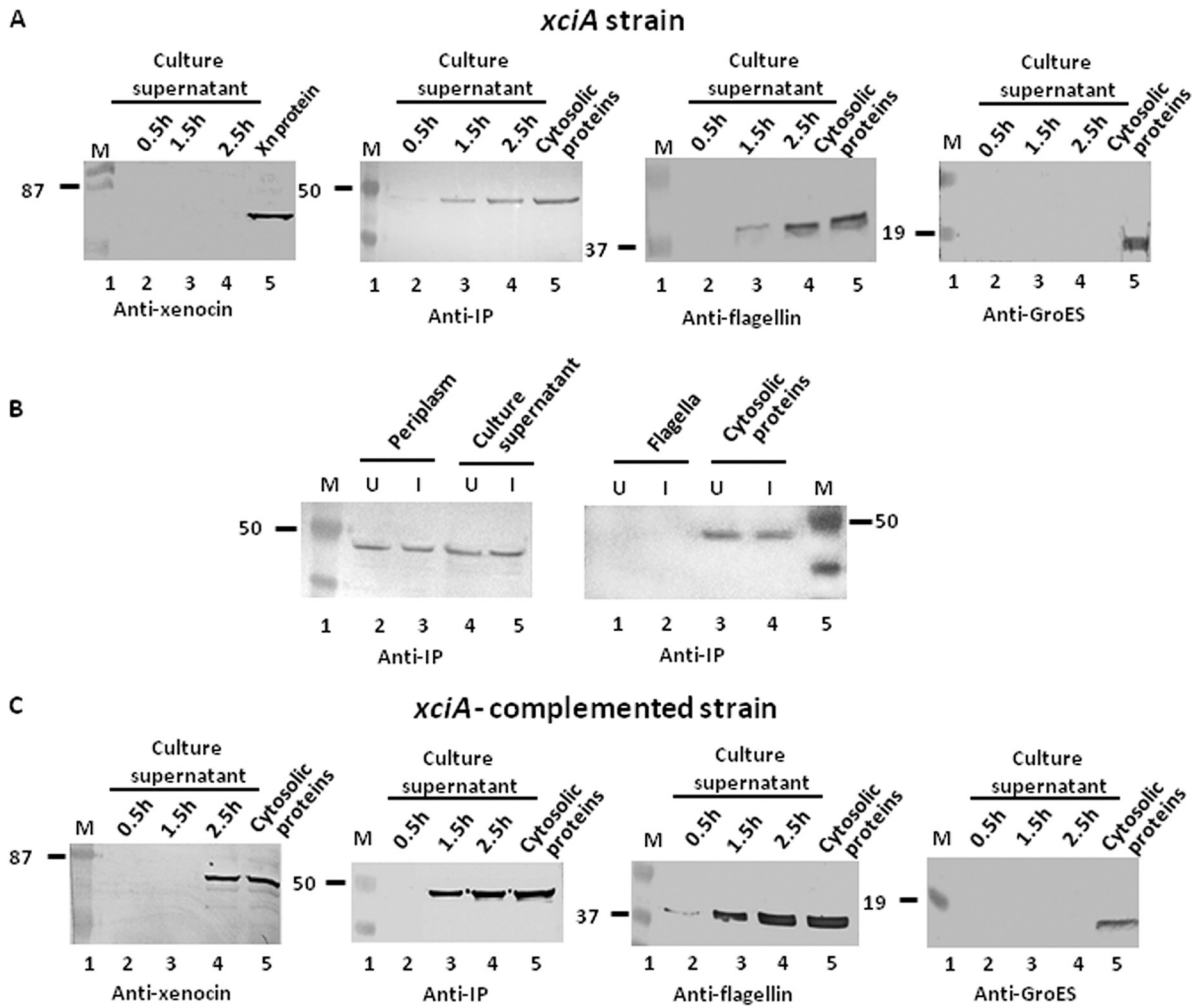 A
xciA strain
Culture
supernatant
0.5h 1.5h 2.5h Xn protein
M
87
1 2 3 4 5
Anti-xenocin
Culture
supernatant
0.5h 1.5h 2.5h Cytosolic
proteins
M
50
1 2 3 4 5
Anti-IP
Culture
supernatant
0.5h 1.5h 2.5h Cytosolic
proteins
M
37
1 2 3 4 5
Anti-flagellin
Culture
supernatant
0.5h 1.5h 2.5h Cytosolic
proteins
M
19
1 2 3 4 5
Anti-GroES
B
Periplasm
Culture
supernatant
M U I U I
50
1 2 3 4 5
Anti-IP
Flagella
Cytosolic
proteins
U I U I M
50
1 2 3 4 5
Anti-IP
C
xciA- complemented strain
Culture
supernatant
0.5h 1.5h 2.5h Cytosolic
proteins
M
87
1 2 3 4 5
Anti-xenocin
Culture
supernatant
0.5h 1.5h 2.5h Cytosolic
proteins
M
50
1 2 3 4 5
Anti-IP
Culture
supernatant
0.5h 1.5h 2.5h Cytosolic
proteins
M
37
1 2 3 4 5
Anti-flagellin
Culture
supernatant
0.5h 1.5h 2.5h Cytosolic
proteins
M
19
1 2 3 4 5
Anti-GroES